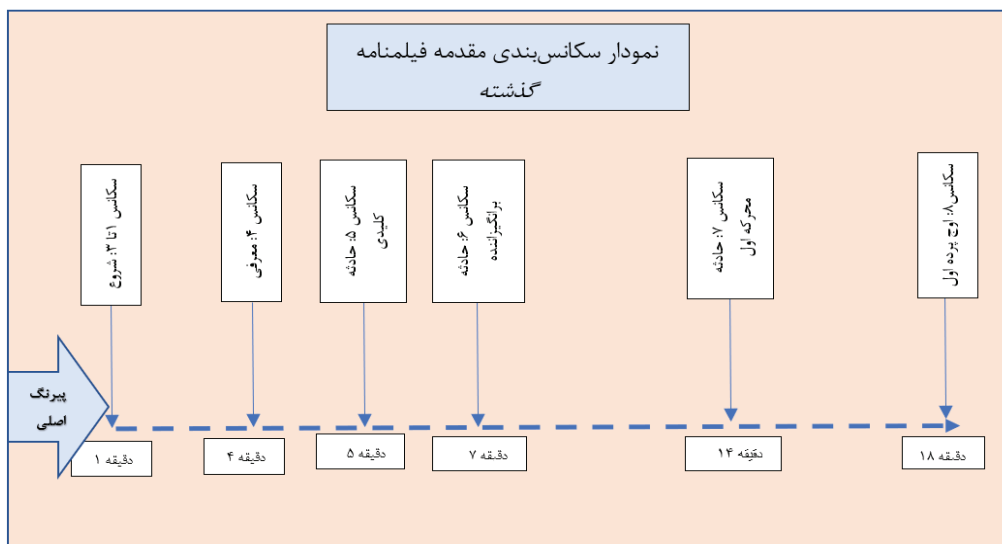 نمودار سکانس‌بندی مقدمه فیلمنامه
گذشته
سکانس ۱ تا ۳: شروع
سکانس ۴: معرفی
سکانس ۵: حادثه
کلیدی
سکانس ۶: حادثه
برانگیزاننده
سکانس ۷: حادثه
محرکه اول
سکانس ۸: اوج پرده اول
پیرنگ
اصلی
دقیقه ۱
دقیقه ۴
دقیقه ۵
دقیقه ۷
دقیقه ۱۴
دقیقه ۱۸